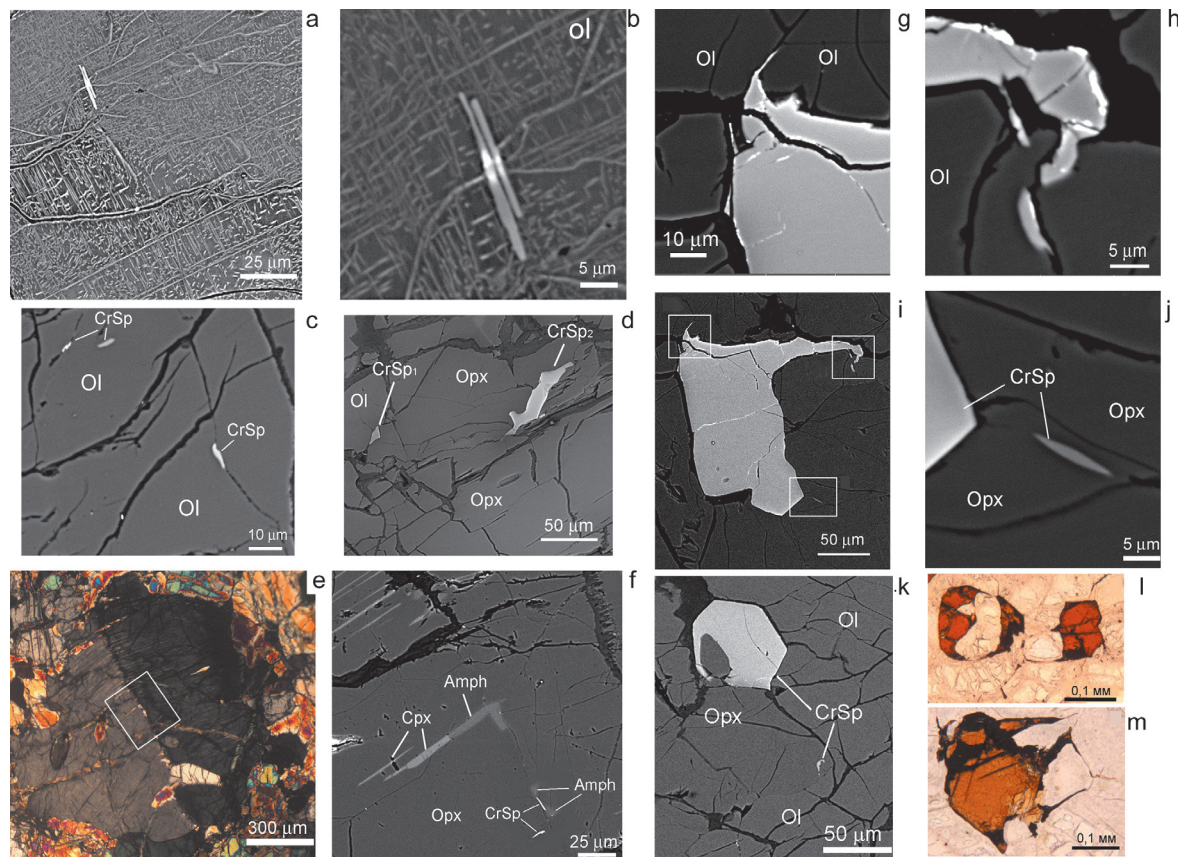 a
25 μm
b
ol
5 μm
g
Ol
Ol
10 μm
h
Ol
5 μm
c
CrSp
Ol
CrSp
Ol
10 μm
d
CrSp₂
CrSp₁
Opx
Ol
Opx
50 μm
i
50 μm
j
CrSp
Opx
Opx
5 μm
e
300 μm
f
Amph
Cpx
Amph
Opx
CrSp
25 μm
k
Ol
Opx
CrSp
Ol
50 μm
l
0,1 мм
m
0,1 мм